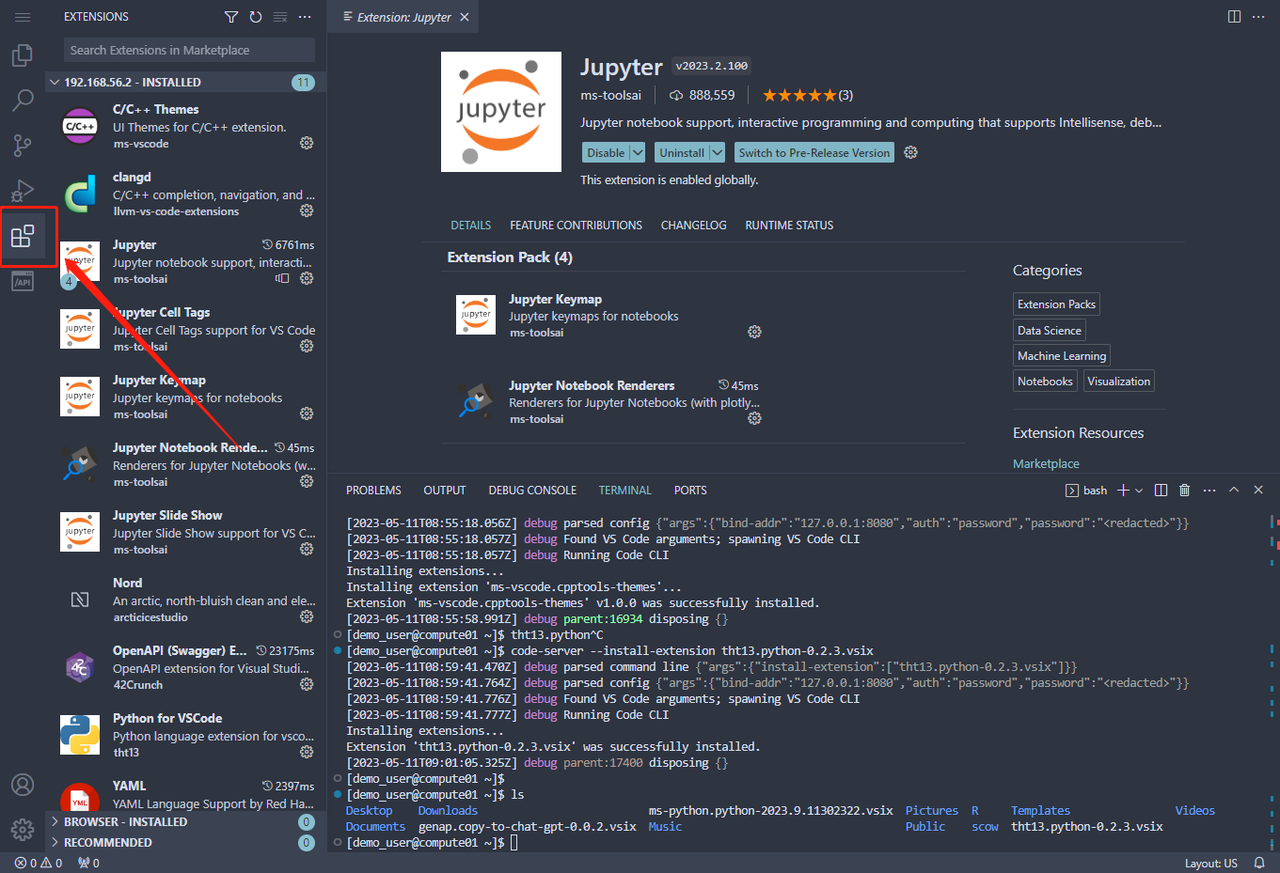 EXTENSIONS
Search Extensions in Marketplace
192.168.56.2 - INSTALLED 11
C/C++
C/C++ Themes
UI Themes for C/C++ extension.
ms-vscode
clangd
C/C++ completion, navigation, and ...
llvm-vs-code-extensions
jupyter
4
Jupyter 6761ms
Jupyter notebook support, interacti...
ms-toolsai
/API
jupyter
Jupyter Cell Tags
Jupyter Cell Tags support for VS Code
ms-toolsai
jupyter
Jupyter Keymap
Jupyter keymaps for notebooks
ms-toolsai
Jupyter Notebook Rende... 45ms
Renderers for Jupyter Notebooks (w...
ms-toolsai
jupyter
Jupyter Slide Show
Jupyter Slide Show support for VS C...
ms-toolsai
Nord
An arctic, north-bluish clean and ele...
arcticicestudio
OpenAPI (Swagger) E... 23175ms
OpenAPI extension for Visual Studi...
42Crunch
Python for VSCode
Python language extension for vsco...
tht13
YML
YAML 2397ms
YAML Language Support by Red Ha...
BROWSER - INSTALLED 0
RECOMMENDED 0
Extension: Jupyter
jupyter
Jupyter v2023.2.100
ms-toolsai 888,559 (3)
Jupyter notebook support, interactive programming and computing that supports Intellisense, deb...
Disable Uninstall Switch to Pre-Release Version
This extension is enabled globally.
DETAILS FEATURE CONTRIBUTIONS CHANGELOG RUNTIME STATUS
Extension Pack (4)
jupyter
Jupyter Keymap
Jupyter keymaps for notebooks
ms-toolsai
Jupyter Notebook Renderers 45ms
Renderers for Jupyter Notebooks (with plotly...
ms-toolsai
Categories
Extension Packs
Data Science
Machine Learning
Notebooks Visualization
Extension Resources
Marketplace
PROBLEMS OUTPUT DEBUG CONSOLE TERMINAL PORTS bash
[2023-05-11T08:55:18.056Z] debug parsed config {"args":{"bind-addr":"127.0.0.1:8080","auth":"password","password":"<redacted>"}}
[2023-05-11T08:55:18.057Z] debug Found VS Code arguments; spawning VS Code CLI
[2023-05-11T08:55:18.057Z] debug Running Code CLI
Installing extensions...
Installing extension 'ms-vscode.cpptools-themes'...
Extension 'ms-vscode.cpptools-themes' v1.0.0 was successfully installed.
[2023-05-11T08:55:58.991Z] debug parent:16934 disposing {}
[demo_user@compute01 ~]$ tht13.python^C
[demo_user@compute01 ~]$ code-server --install-extension tht13.python-0.2.3.vsix
[2023-05-11T08:59:41.470Z] debug parsed command line {"args":{"install-extension":["tht13.python-0.2.3.vsix"]}}
[2023-05-11T08:59:41.764Z] debug parsed config {"args":{"bind-addr":"127.0.0.1:8080","auth":"password","password":"<redacted>"}}
[2023-05-11T08:59:41.776Z] debug Found VS Code arguments; spawning VS Code CLI
[2023-05-11T08:59:41.777Z] debug Running Code CLI
Installing extensions...
Extension 'tht13.python-0.2.3.vsix' was successfully installed.
[2023-05-11T09:01:05.325Z] debug parent:17400 disposing {}
[demo_user@compute01 ~]$
[demo_user@compute01 ~]$ ls
Desktop Downloads ms-python.python-2023.9.11302322.vsix Pictures R Templates Videos
Documents genap.copy-to-chat-gpt-0.0.2.vsix Music Public scow tht13.python-0.2.3.vsix
[demo_user@compute01 ~]$
0 0 0 Layout: US